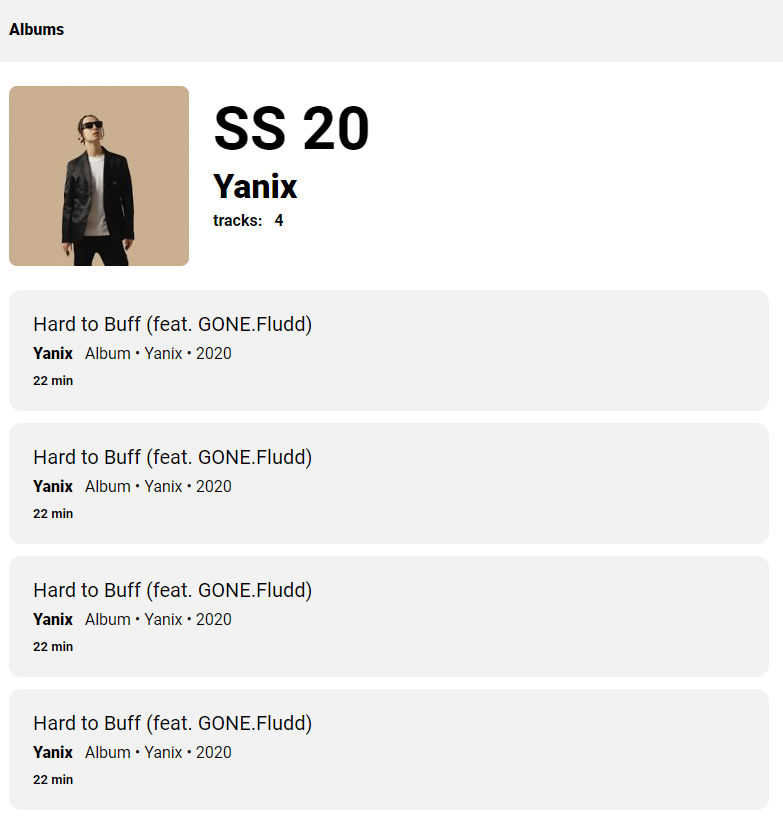 Albums
SS 20
Yanix
tracks: 4
Hard to Buff (feat. GONE.Fludd)
Yanix Album • Yanix • 2020
22 min
Hard to Buff (feat. GONE.Fludd)
Yanix Album • Yanix • 2020
22 min
Hard to Buff (feat. GONE.Fludd)
Yanix Album • Yanix • 2020
22 min
Hard to Buff (feat. GONE.Fludd)
Yanix Album • Yanix • 2020
22 min